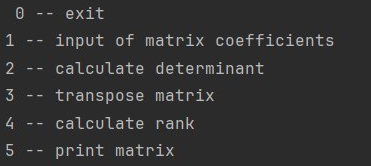 0 -- exit
1 -- input of matrix coefficients
2 -- calculate determinant
3 -- transpose matrix
4 -- calculate rank
5 -- print matrix